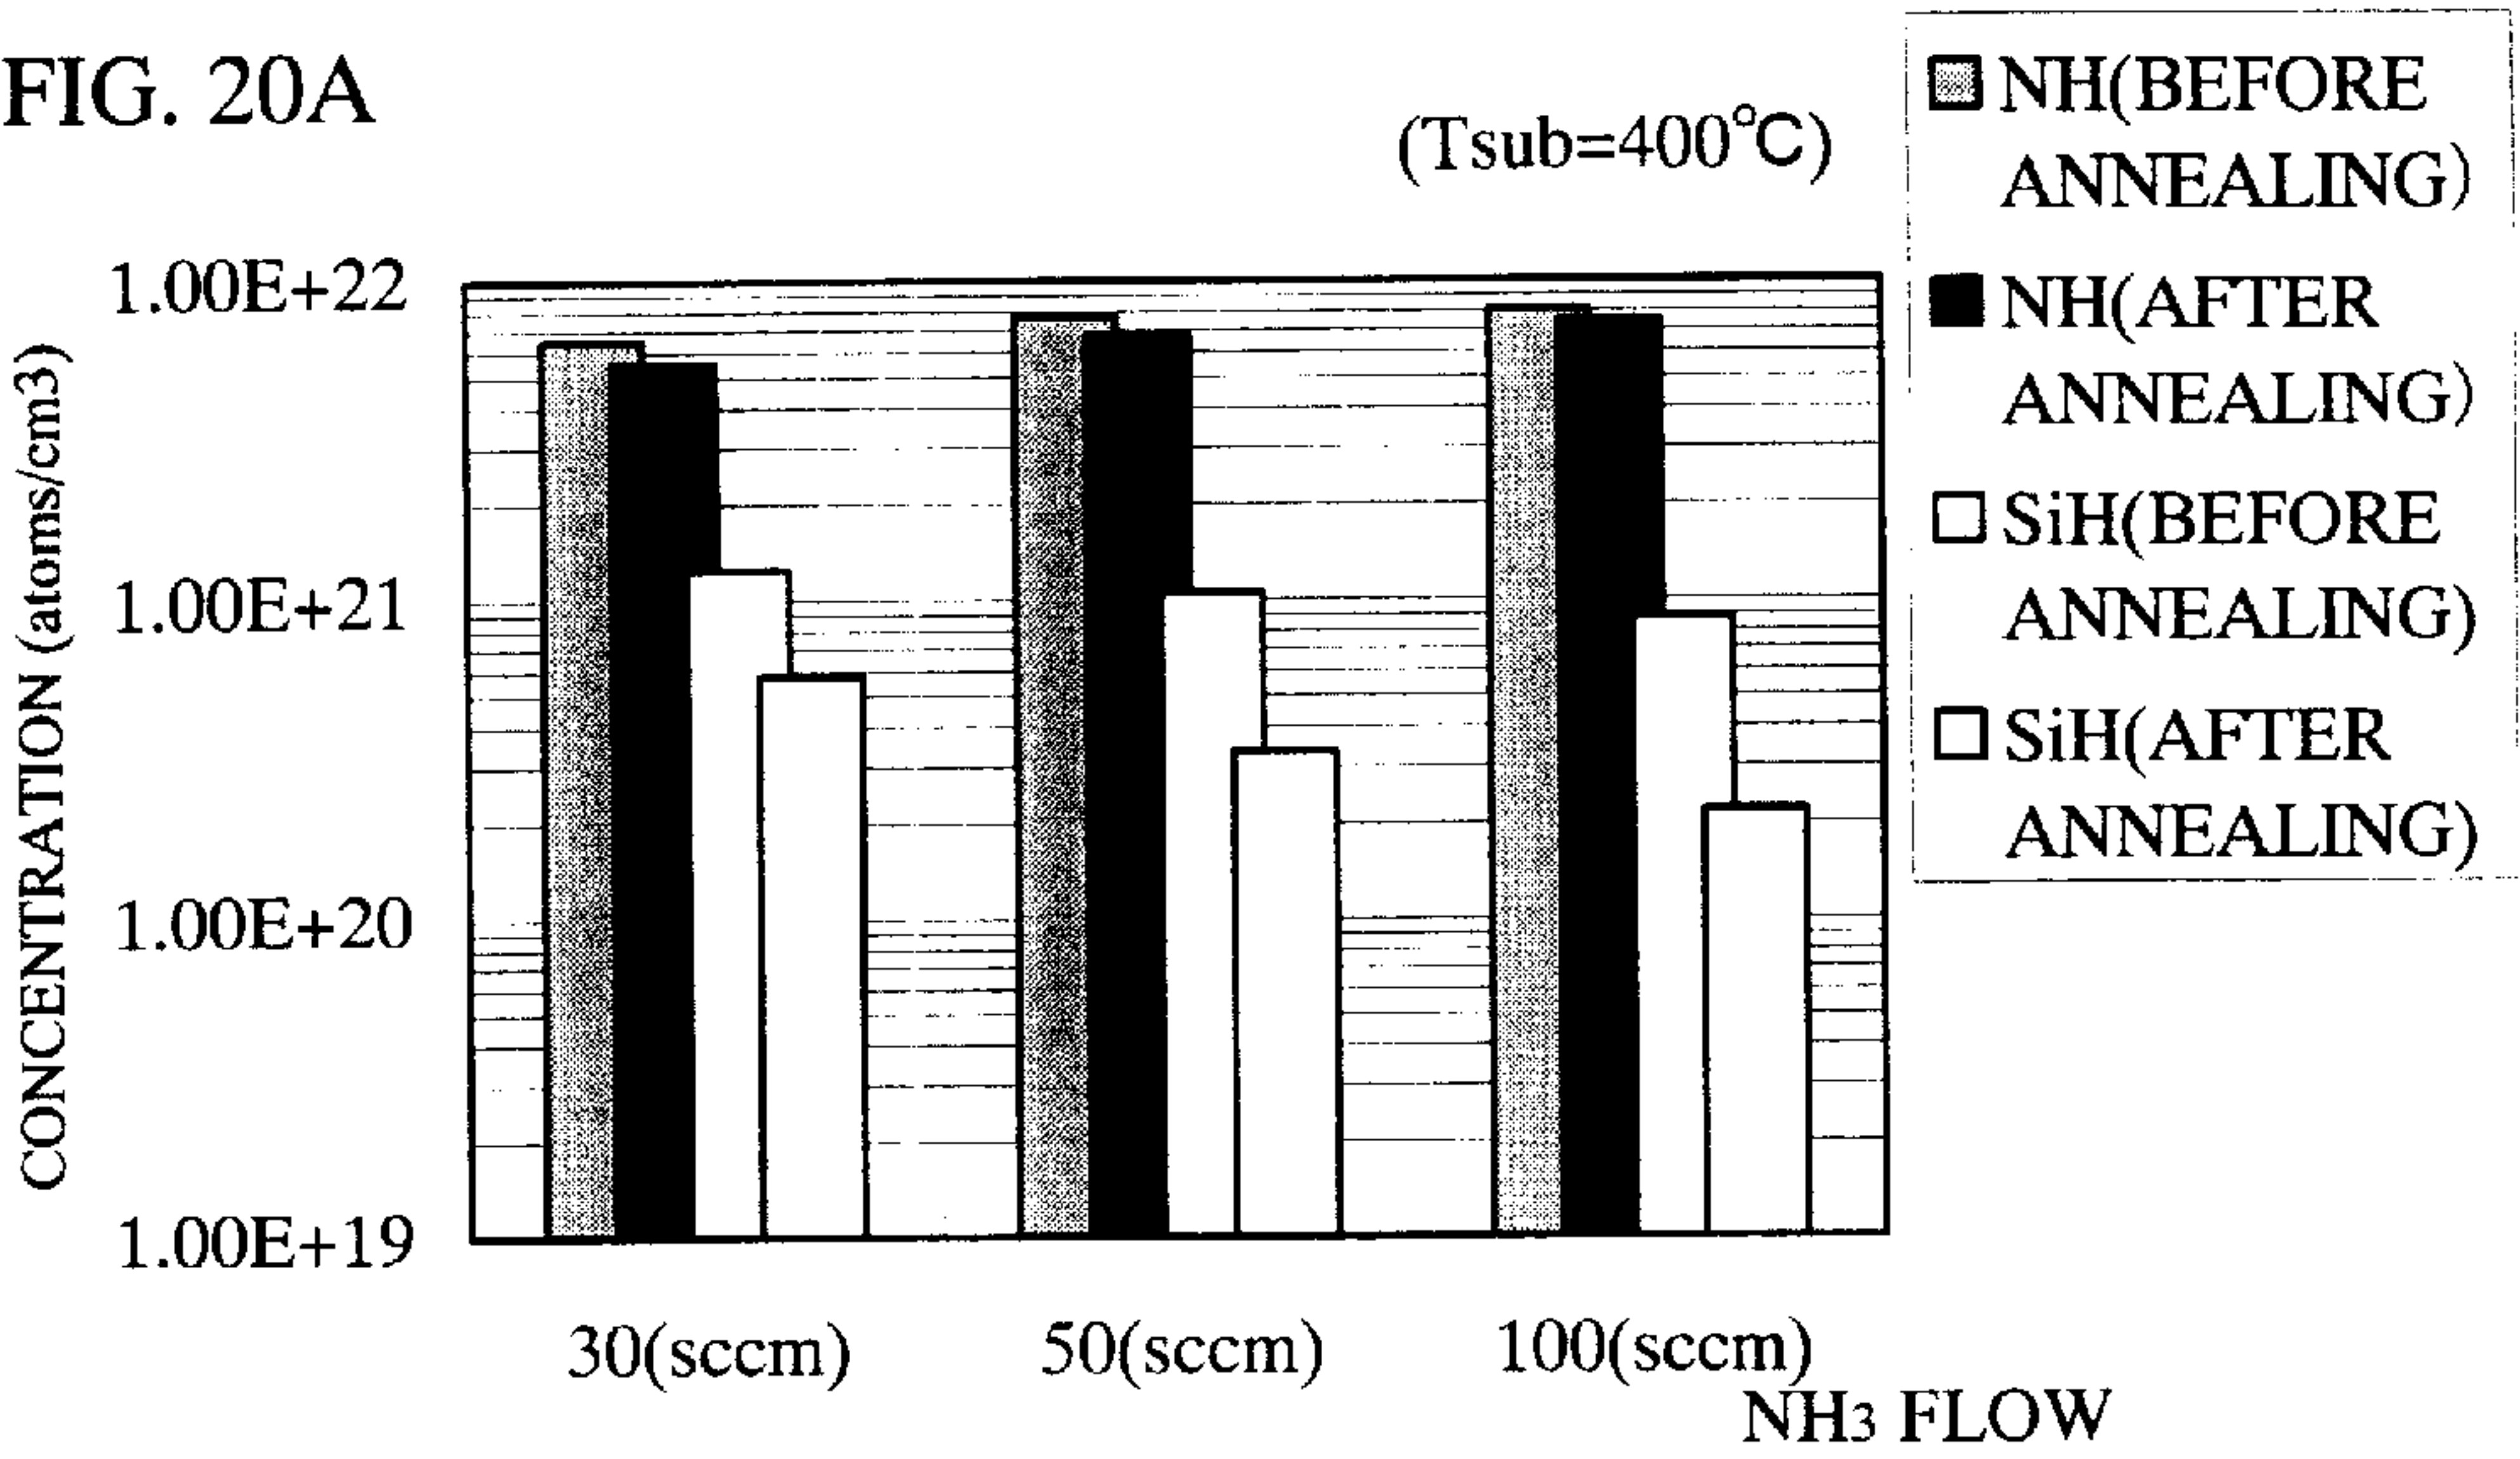 FIG. 20A
(Tsub=400℃)
NH(BEFORE
ANNEALING)
NH(AFTER
ANNEALING)
SiH(BEFORE
ANNEALING)
SiH(AFTER
ANNEALING)
CONCENTRATION (atoms/cm3)
1.00E+22
1.00E+21
1.00E+20
1.00E+19
30(sccm) 50(sccm) 100(sccm)
NH3 FLOW